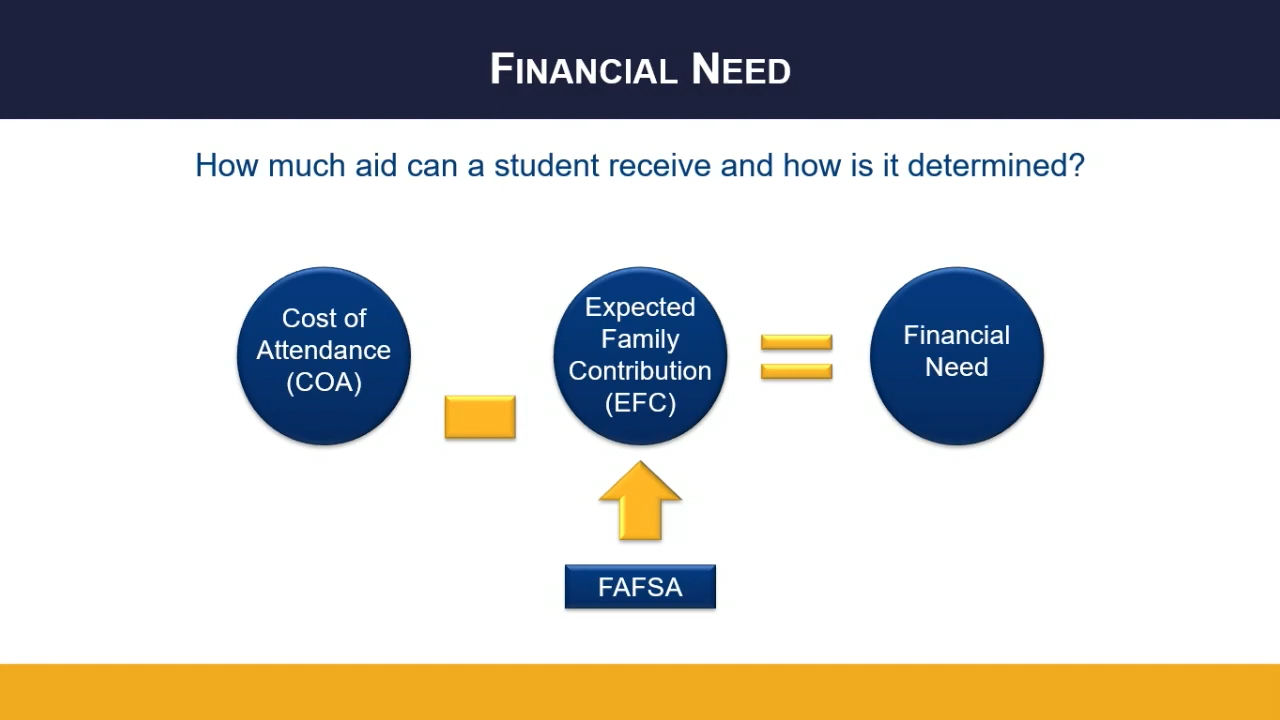 FINANCIAL NEED
How much aid can a student receive and how is it determined?
Cost of
Attendance
(COA)
Expected
Family
Contribution
(EFC)
Financial
Need
FAFSA